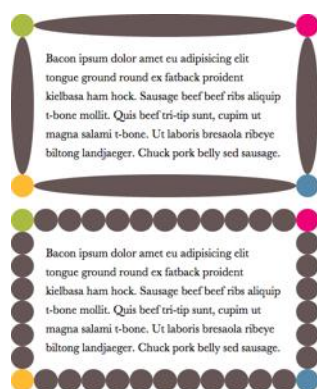 Bacon ipsum dolor amet eu adipisicing elit
tongue ground round ex fatback proident
kielbasa ham hock. Sausage beef beef ribs aliquip
t-bone mollit. Quis beef tri-tip sunt, cupim ut
magna salami t-bone. Ut laboris bresaola ribeye
biltong landjaeger. Chuck pork belly sed sausage.
Bacon ipsum dolor amet eu adipisicing elit
tongue ground round ex fatback proident
kielbasa ham hock. Sausage beef beef ribs aliquip
t-bone mollit. Quis beef tri-tip sunt, cupim ut
magna salami t-bone. Ut laboris bresaola ribeye
biltong landjaeger. Chuck pork belly sed sausage.